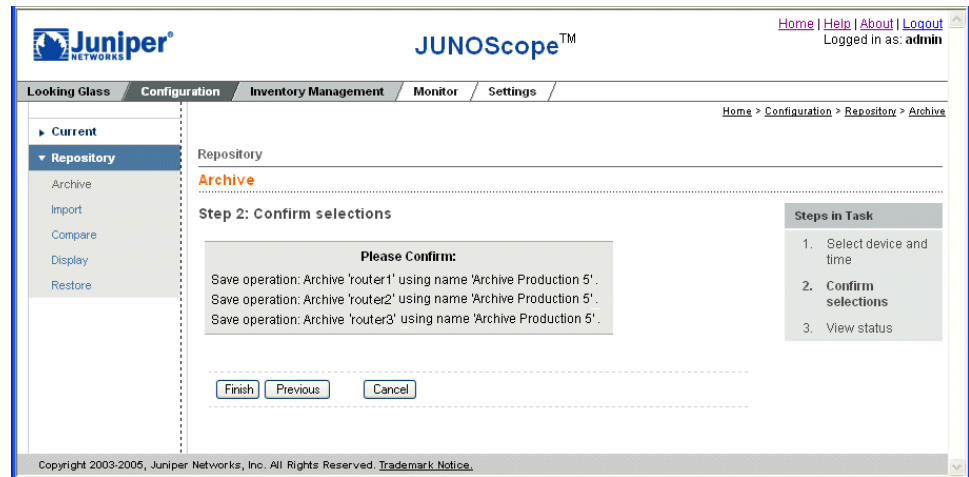 Juniper®
NETWORKS
JUNOScope™
Home | Help | About | Logout
Logged in as: admin
Looking Glass / Configuration / Inventory Management / Monitor / Settings /
Home > Configuration > Repository > Archive
Current
Repository
Archive
Import
Compare
Display
Restore
Repository
Archive
Step 2: Confirm selections
Please Confirm:
Save operation: Archive 'router1' using name 'Archive Production 5' .
Save operation: Archive 'router2' using name 'Archive Production 5' .
Save operation: Archive 'router3' using name 'Archive Production 5' .
Finish Previous Cancel
Steps in Task
1. Select device and
time
2. Confirm
selections
3. View status
Copyright 2003-2005, Juniper Networks, Inc. All Rights Reserved. Trademark Notice.